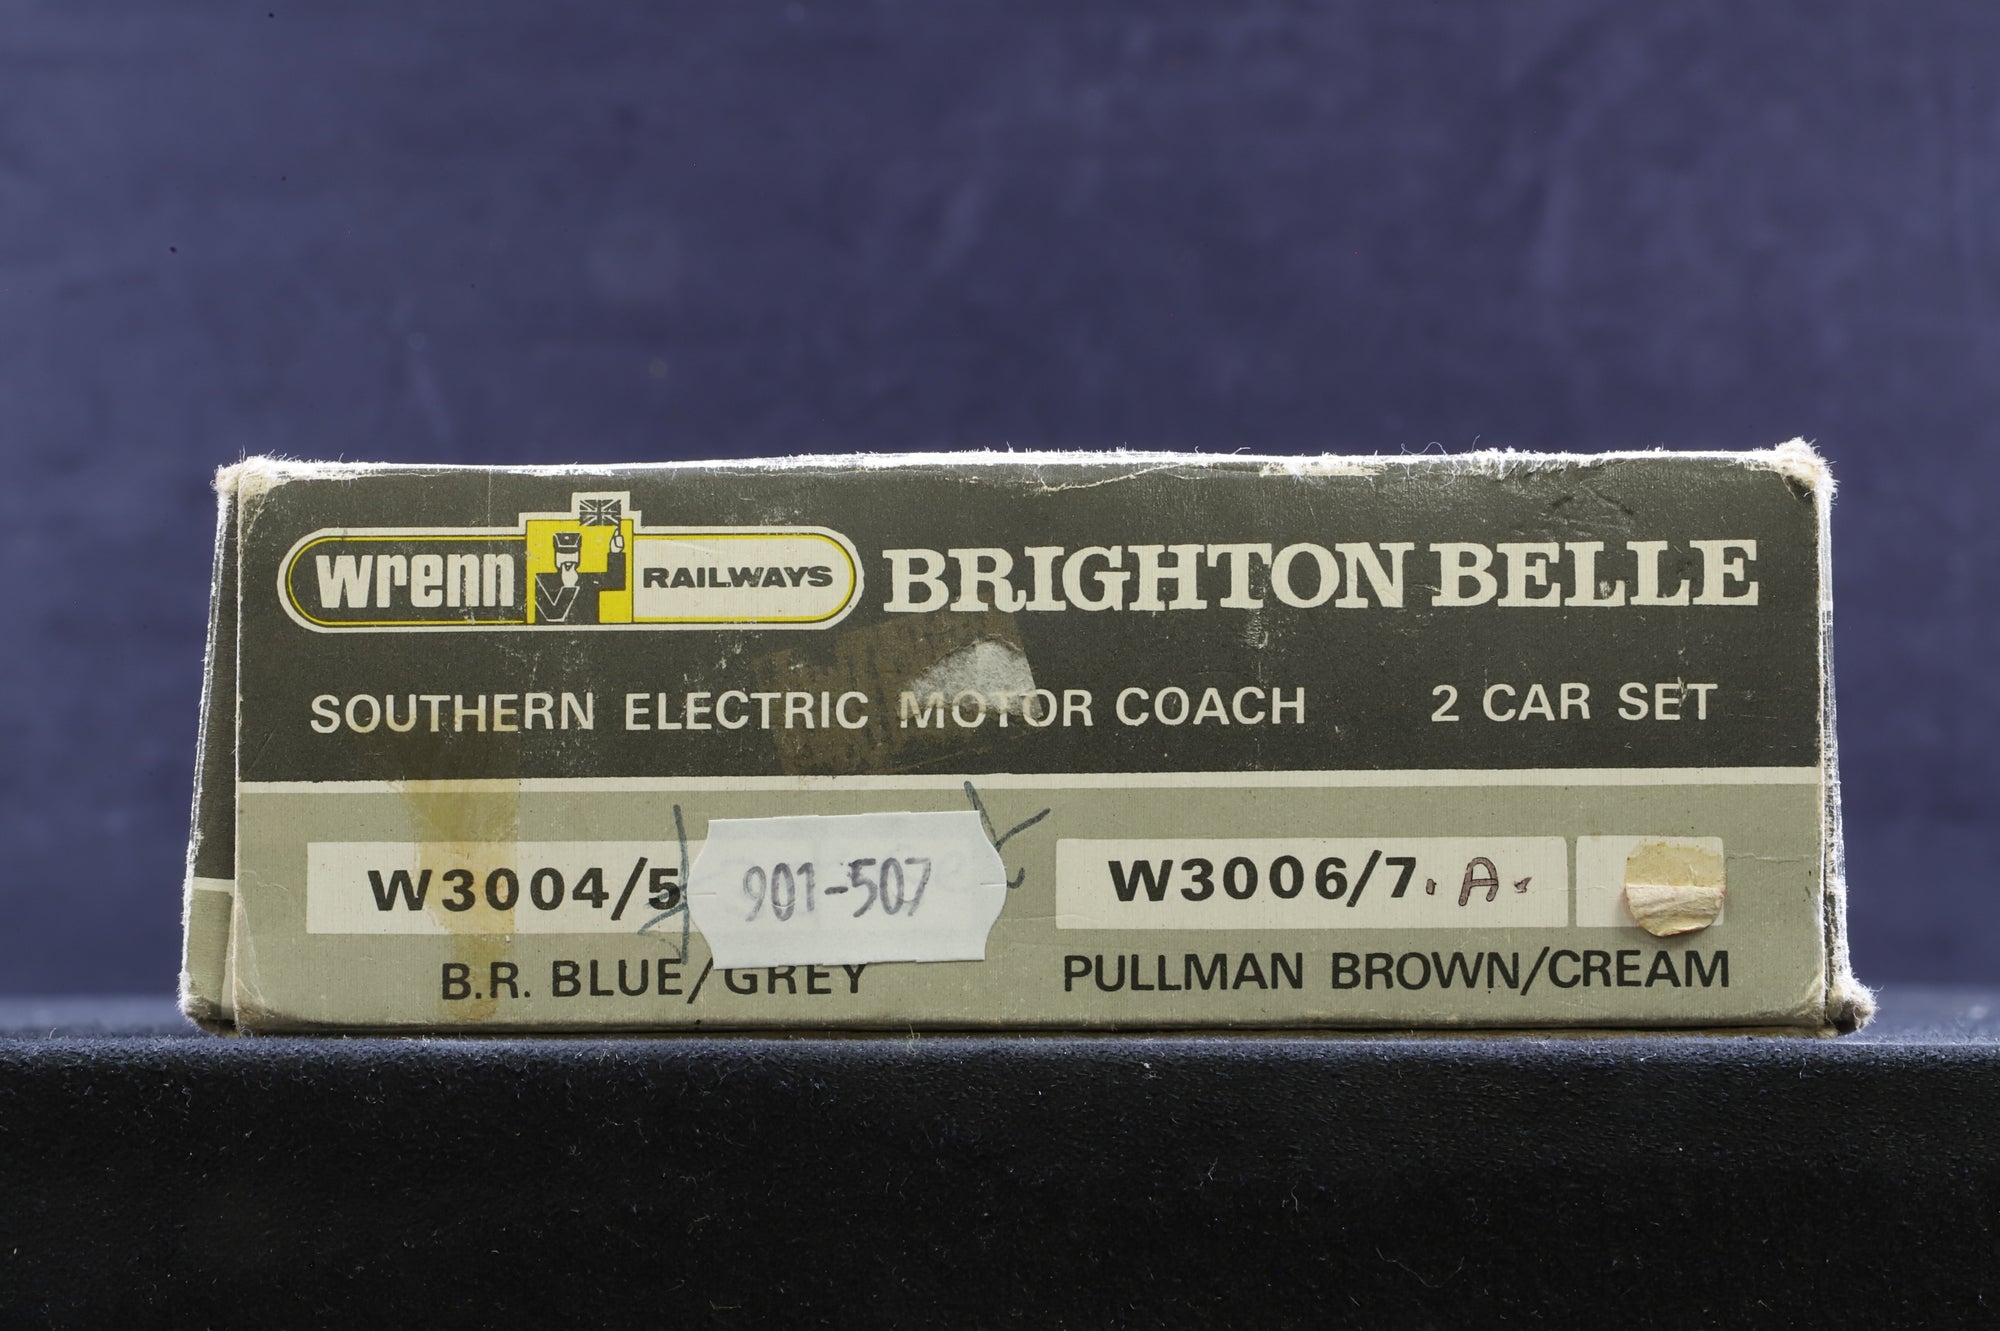 wrenn RAILWAYS BRIGHTON BELLE
SOUTHERN ELECTRIC MOTOR COACH 2 CAR SET
W3004/5 901-507 W3006/7. A.
B.R. BLUE/GREY PULLMAN BROWN/CREAM